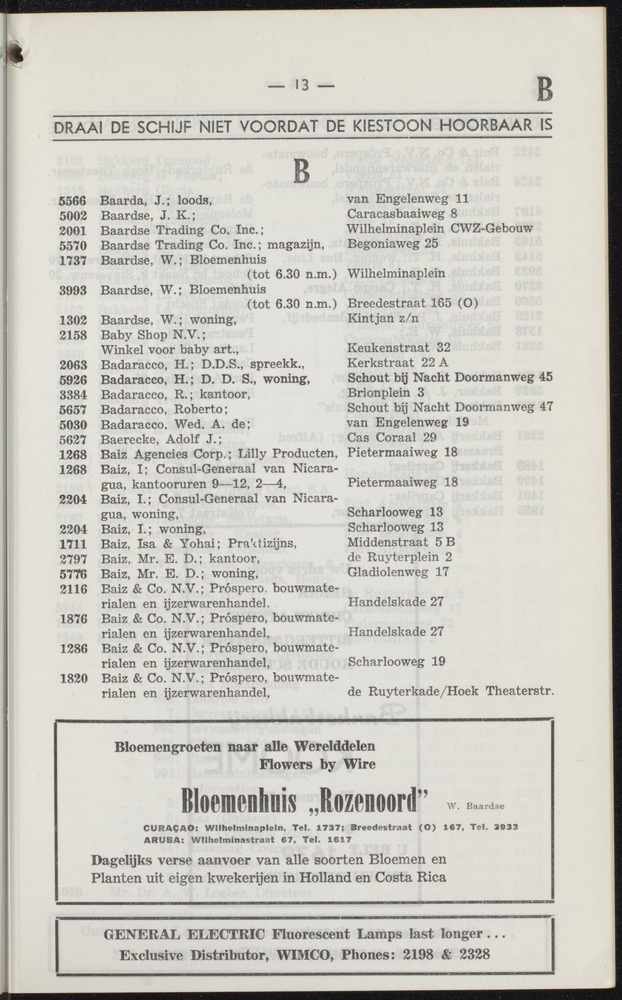 — 13 —
B
DRAAI DE SCHIJF NIET VOORDAT DE KIESTOON HOORBAAR IS
B
5566 Baarda, J.; loods, van Engelenweg 11
5002 Baardse, J. K.; Caracasbaaiweg 8
2001 Baardse Trading Co. Inc.; Wilhelminaplein CWZ-Gebouw
5570 Baardse Trading Co. Inc.; magazijn, Begoniaweg 25
1737 Baardse, W.; Bloemenhuis
(tot 6.30 n.m.) Wilhelminaplein
3993 Baardse, W.; Bloemenhuis
(tot 6.30 n.m.) Breedestraat 165 (O)
1302 Baardse, W.; woning, Kintjan z/n
2158 Baby Shop N.V.;
Winkel voor baby art., Keukenstraat 32
2063 Badaracco, H.; D.D.S., spreekk., Kerkstraat 22 A
5926 Badaracco, H.; D. D. S., woning, Schout bij Nacht Doormanweg 45
3384 Badaracco, R.; kantoor, Brionplein 3
5657 Badaracco, Roberto; Schout bij Nacht Doormanweg 47
5030 Badaracco. Wed. A. de; van Engelenweg 19
5627 Baerecke, Adolf J.; Cas Coraal 29
1268 Baiz Agencies Corp.; Lilly Producten, Pietermaaiweg 18
1268 Baiz, I; Consul-Generaal van Nicara-
gua, kantooruren 9—12, 2—4, Pietermaaiweg 18
2204 Baiz, I.; Consul-Generaal van Nicara-
gua, woning, Scharlooweg 13
2204 Baiz, I.; woning, Scharlooweg 13
1711 Baiz, Isa & Yohai; Praktizijns, Middenstraat 5 B
2797 Baiz, Mr. E. D.; kantoor, de Ruyterplein 2
5776 Baiz, Mr. E. D.; woning, Gladiolenweg 17
2116 Baiz & Co. N.V.; Próspero, bouwmate-
rialen en ijzerwarenhandel. Handelskade 27
1876 Baiz & Co. N.V.; Próspero, bouwmate-
rialen en ijzerwarenhandel, Handelskade 27
1286 Baiz & Co. N.V.; Próspero, bouwmate-
rialen en ijzerwarenhandel, Scharlooweg 19
1820 Baiz & Co. N.V.; Próspero, bouwmate-
rialen en ijzerwarenhandel, de Ruyterkade/Hoek Theaterstr.
Bloemengroeten naar alle Werelddelen
Flowers by Wire
Bloemenhuis „Rozenoord” W. Baardse
CURAÇAO: Wilhelminaplein, Tel. 1737; Breedestraat (O) 167, Tel. 3933
ARUBA: Wilhelminastraat 67, Tel. 1617
Dagelijks verse aanvoer van alle soorten Bloemen en
Planten uit eigen kwekerijen in Holland en Costa Rica
GENERAL ELECTRIC Fluorescent Lamps last longer . . .
Exclusive Distributor, WIMCO, Phones: 2198 & 2328